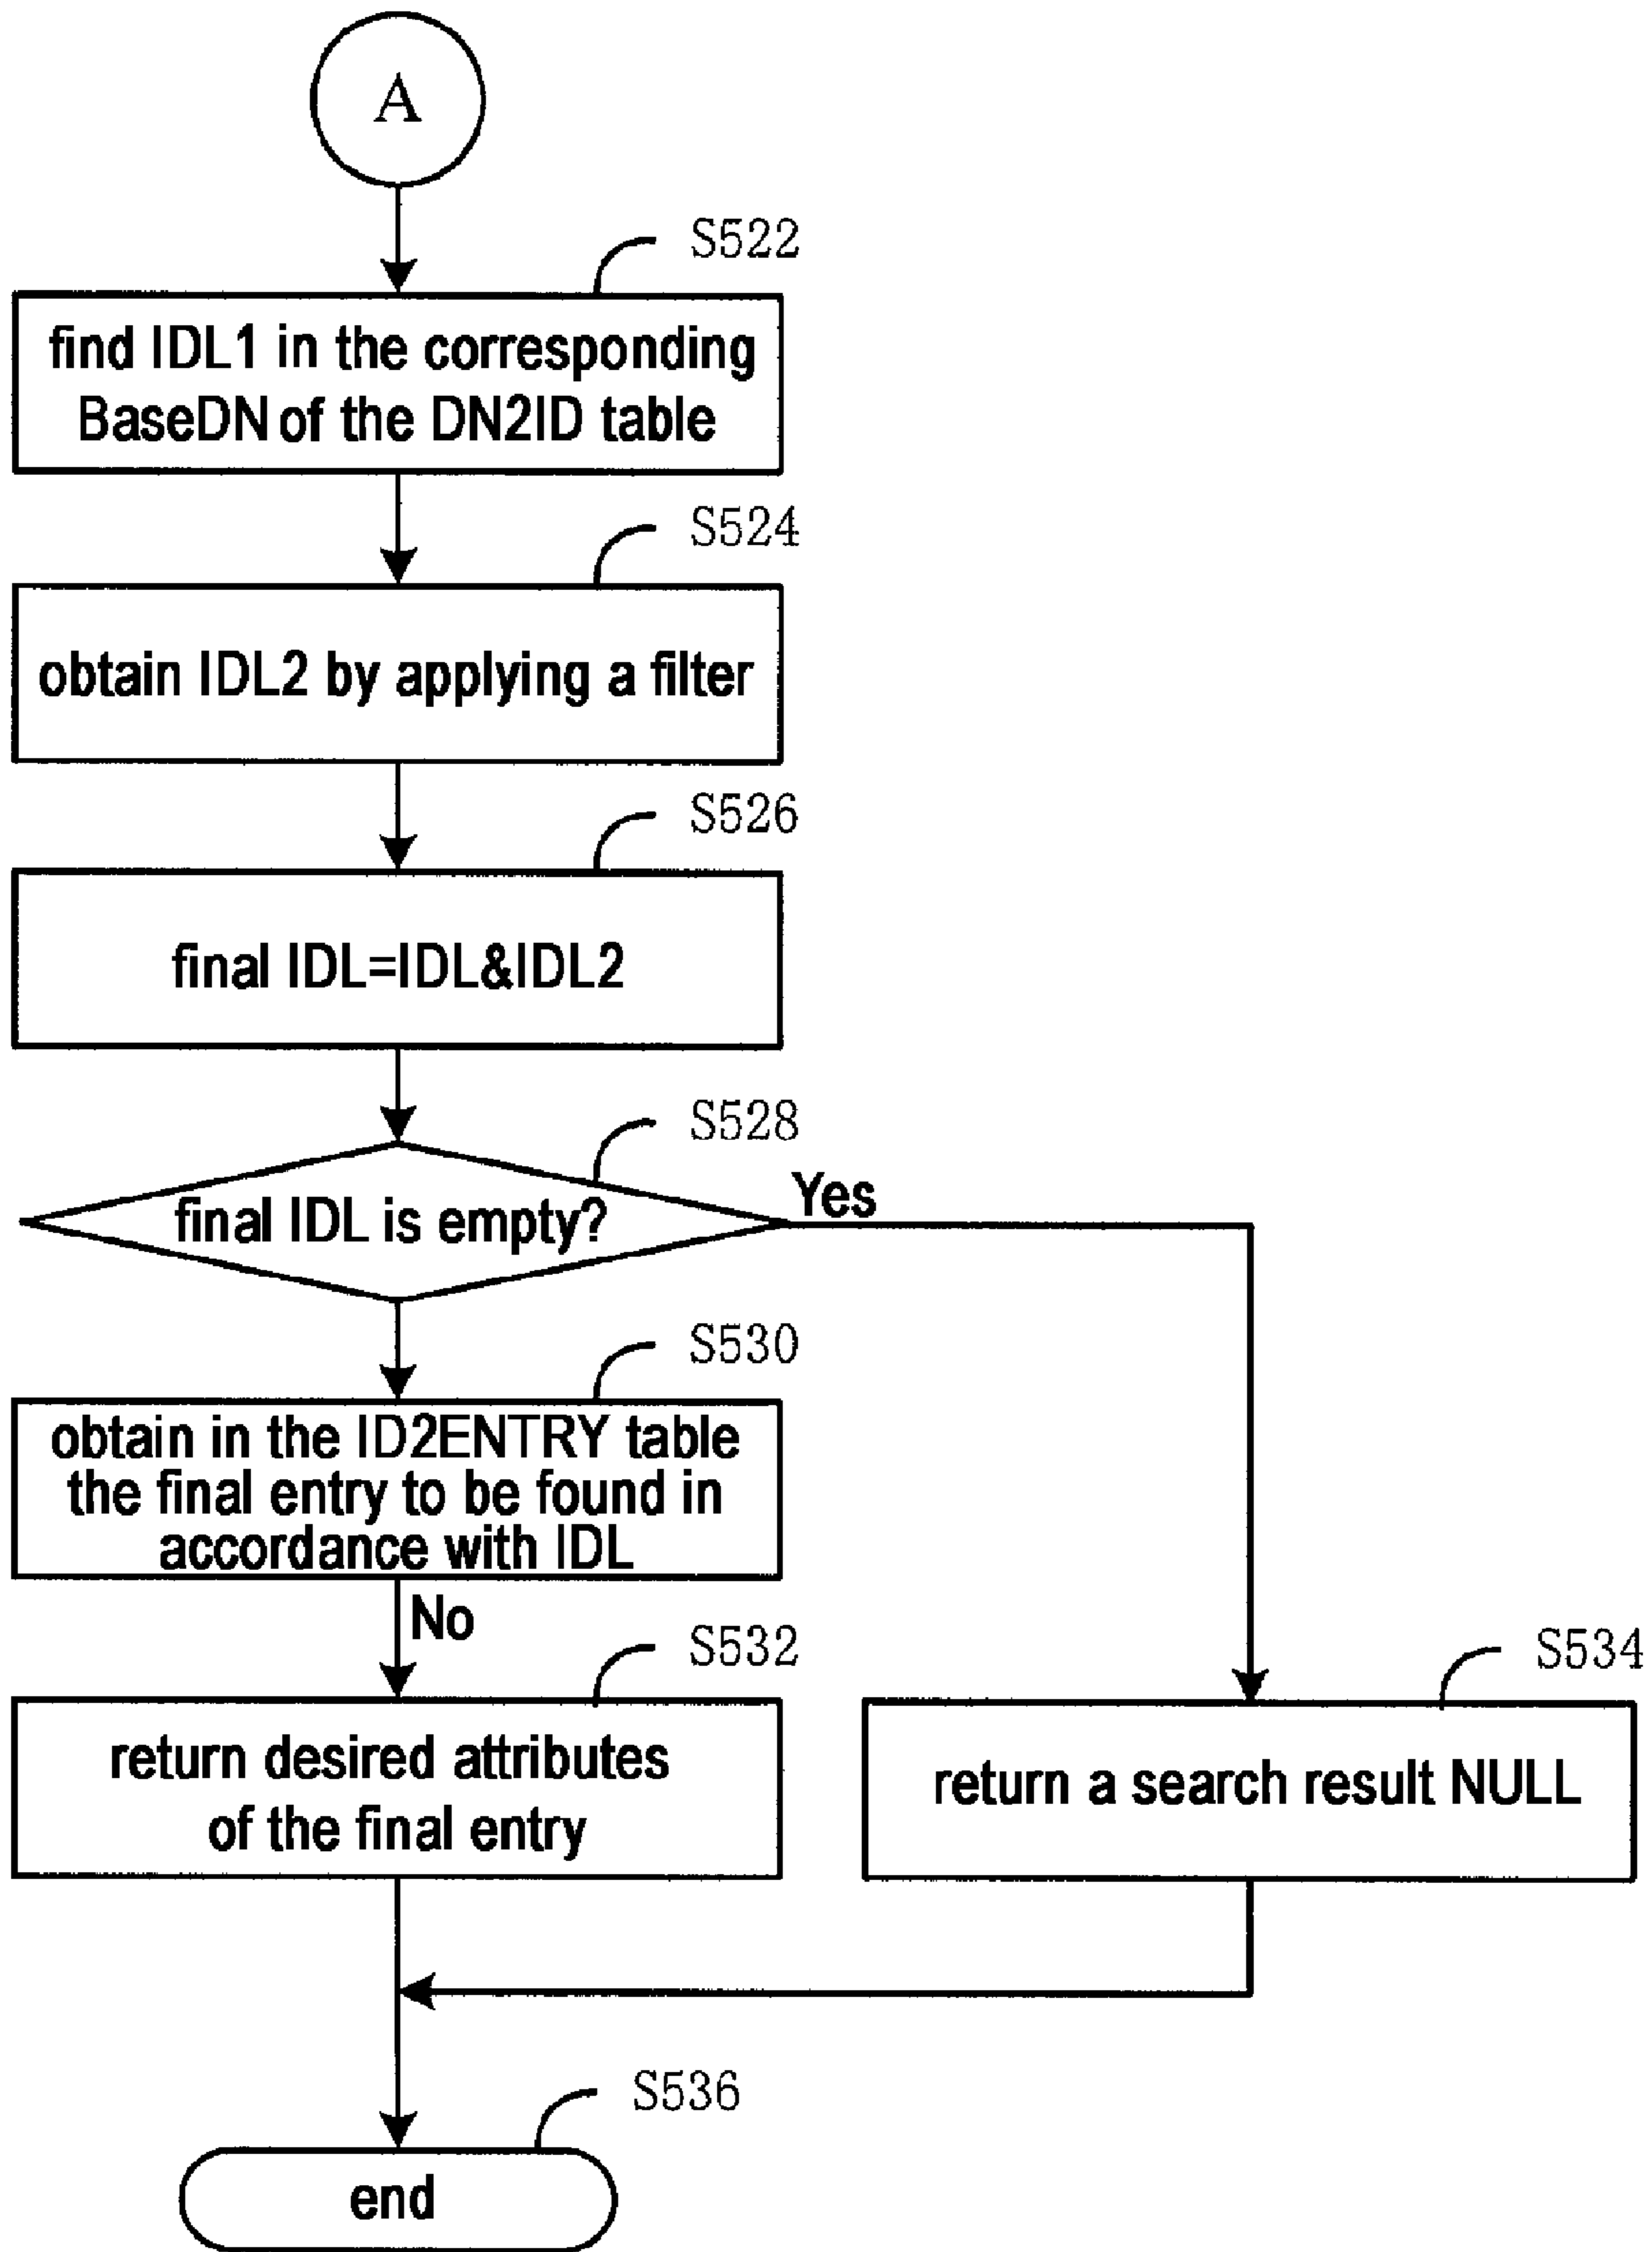 A
S522
find IDL1 in the corresponding
BaseDN of the DN2ID table
S524
obtain IDL2 by applying a filter
S526
final IDL=IDL&IDL2
S528
final IDL is empty?
Yes
S530
obtain in the ID2ENTRY table
the final entry to be found in
accordance with IDL
No
S532
return desired attributes
of the final entry
S534
return a search result NULL
S536
end